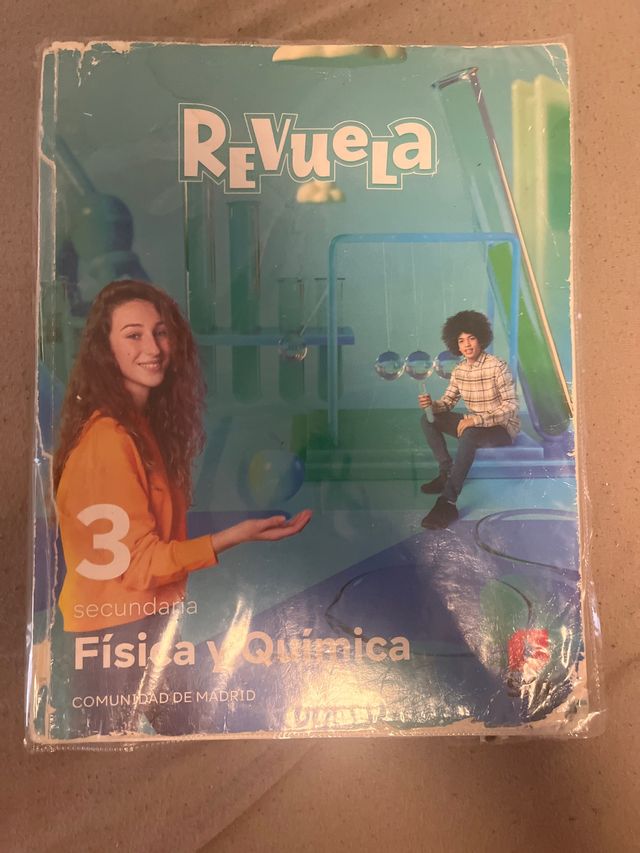 REVueLa
3
secundaria
Física y Química
COMUNIDAD DE MADRID